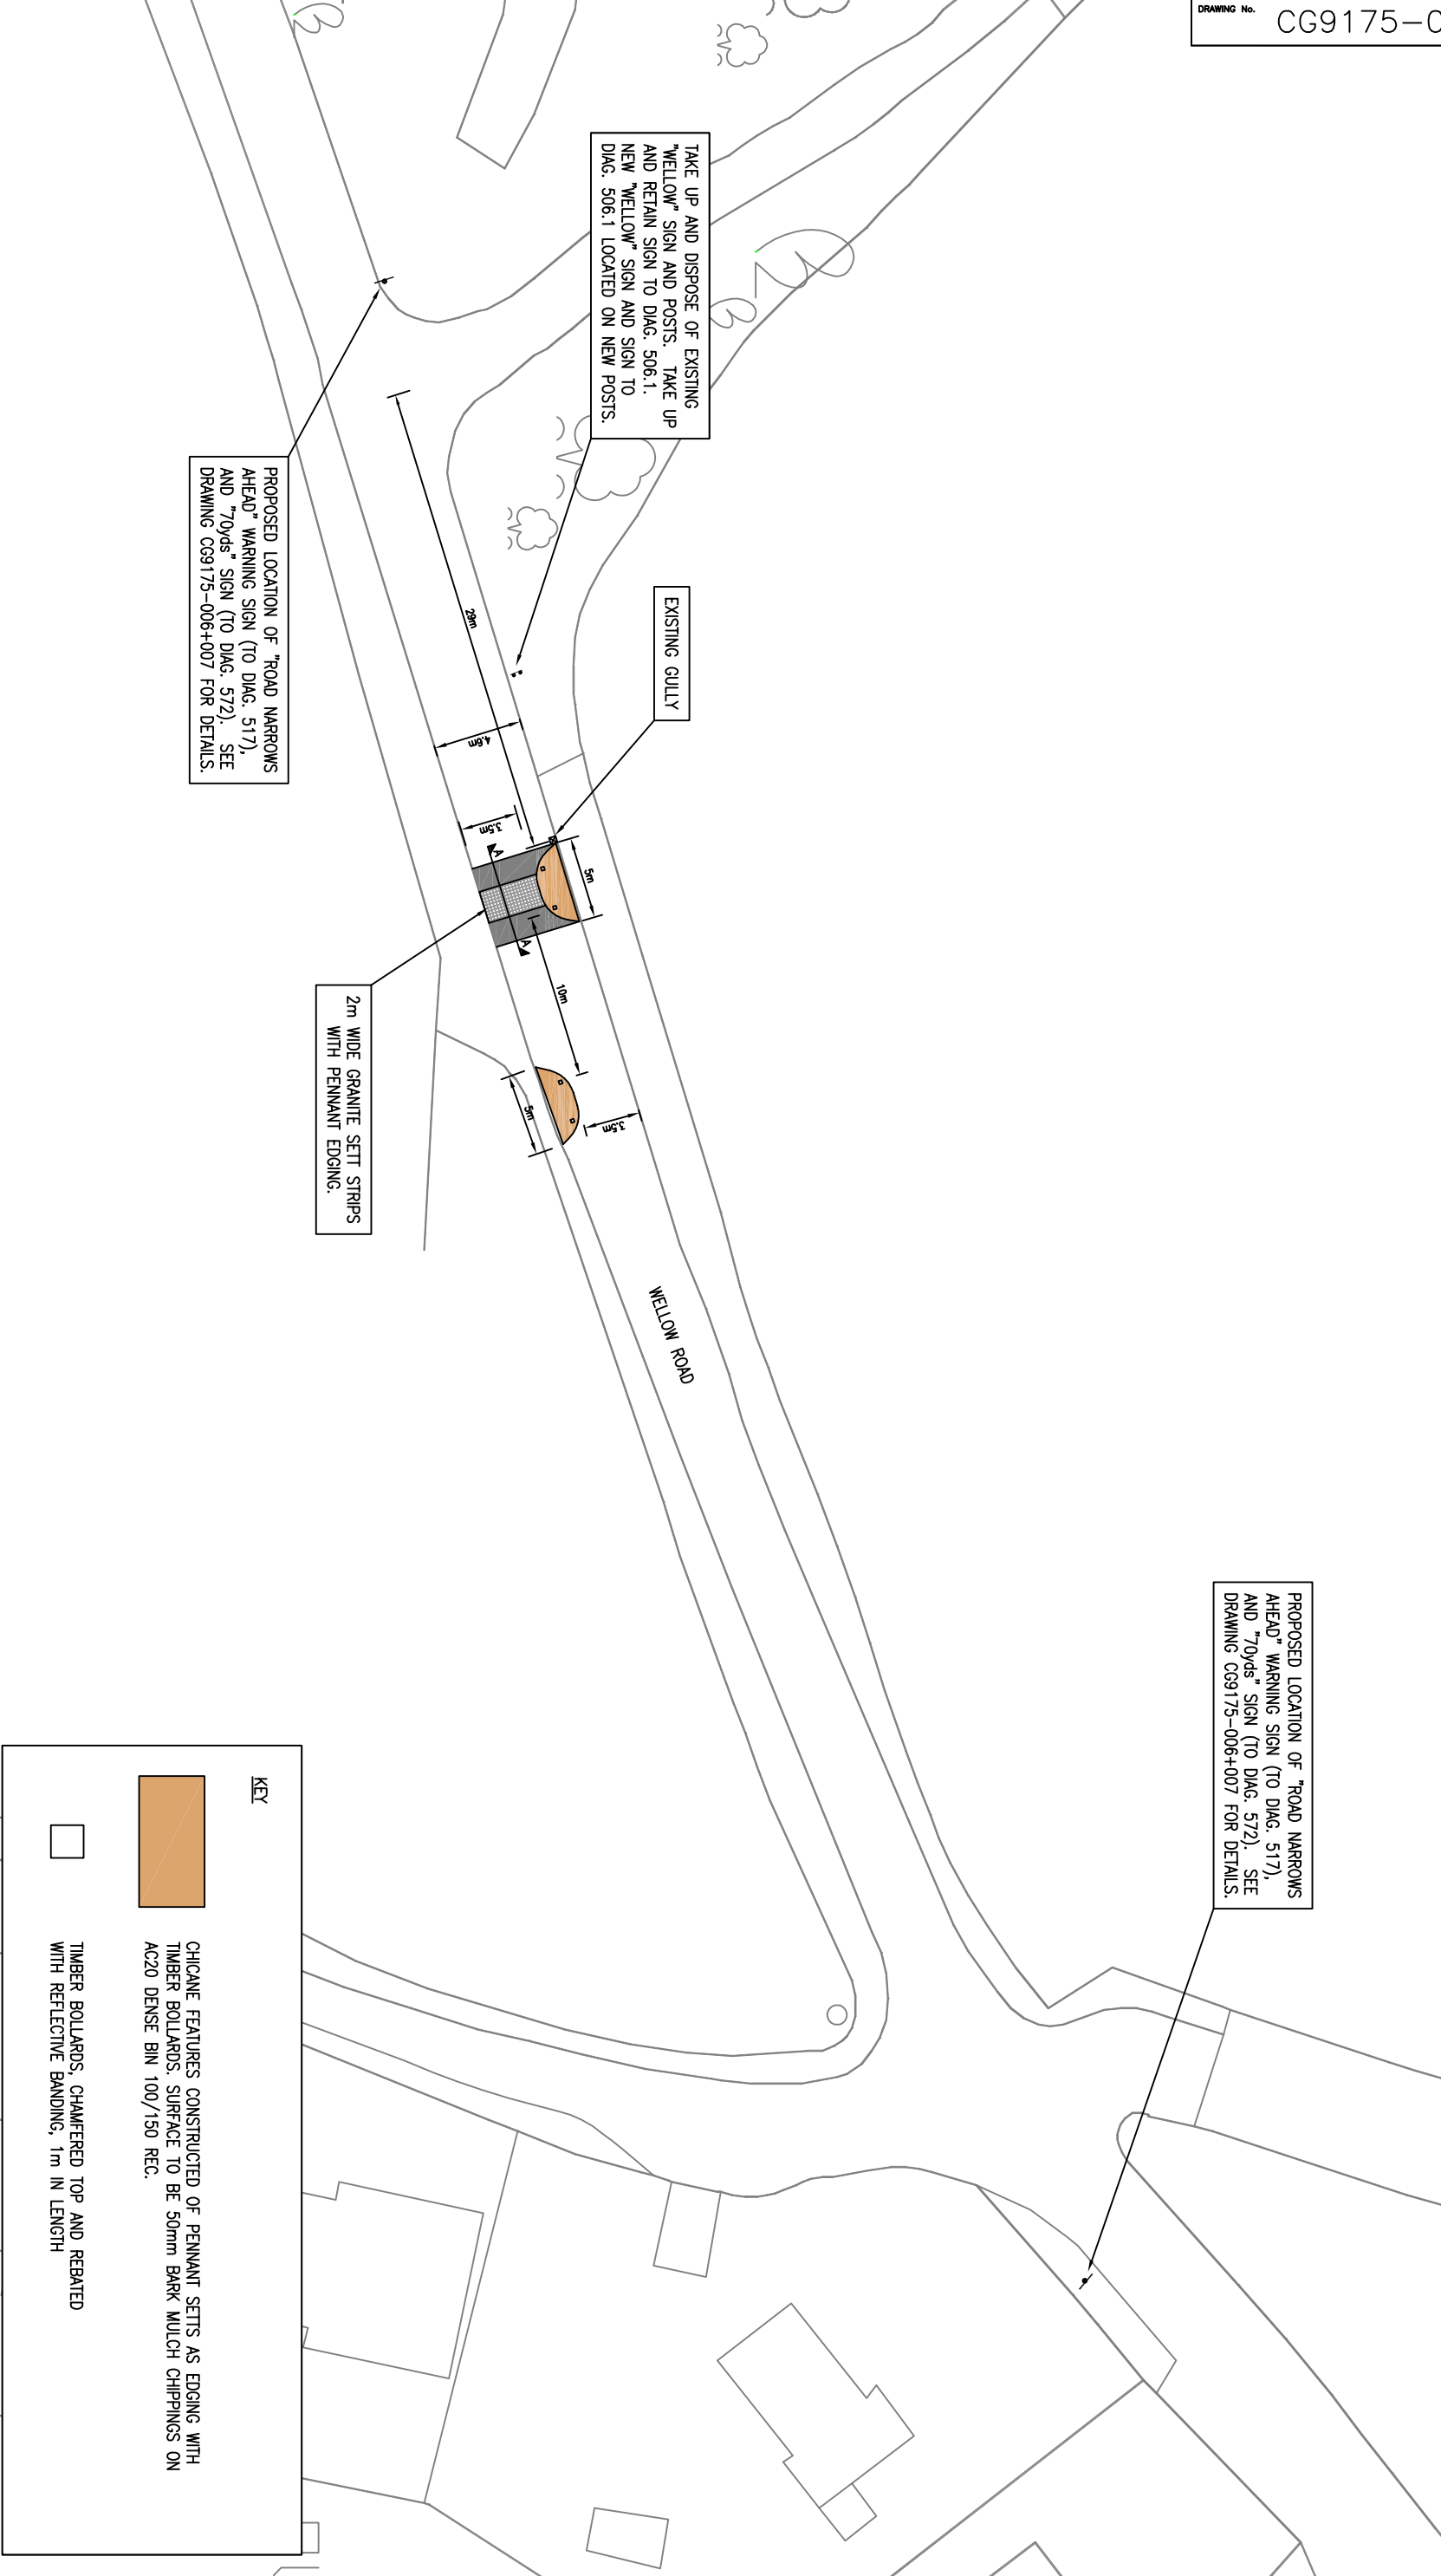 DRAWING No.
CG9175-0
TAKE UP AND DISPOSE OF EXISTING
"WELLOW" SIGN AND POSTS. TAKE UP
AND RETAIN SIGN TO DIAG. 506.1.
NEW "WELLOW" SIGN AND SIGN TO
DIAG. 506.1 LOCATED ON NEW POSTS.
PROPOSED LOCATION OF "ROAD NARROWS
AHEAD" WARNING SIGN (TO DIAG. 517),
AND "70yds" SIGN (TO DIAG. 572). SEE
DRAWING CG9175-006+007 FOR DETAILS.
EXISTING GULLY
29m
4.6m
3.5m
5m
A
A
10m
5m
3.5m
2m WIDE GRANITE SETT STRIPS
WITH PENNANT EDGING.
WELLOW ROAD
PROPOSED LOCATION OF "ROAD NARROWS
AHEAD" WARNING SIGN (TO DIAG. 517),
AND "70yds" SIGN (TO DIAG. 572). SEE
DRAWING CG9175-006+007 FOR DETAILS.
KEY
CHICANE FEATURES CONSTRUCTED OF PENNANT SETTS AS EDGING WITH
TIMBER BOLLARDS. SURFACE TO BE 50mm BARK MULCH CHIPPINGS ON
AC20 DENSE BIN 100/150 REC.
TIMBER BOLLARDS, CHAMFERED TOP AND REBATED
WITH REFLECTIVE BANDING, 1m IN LENGTH